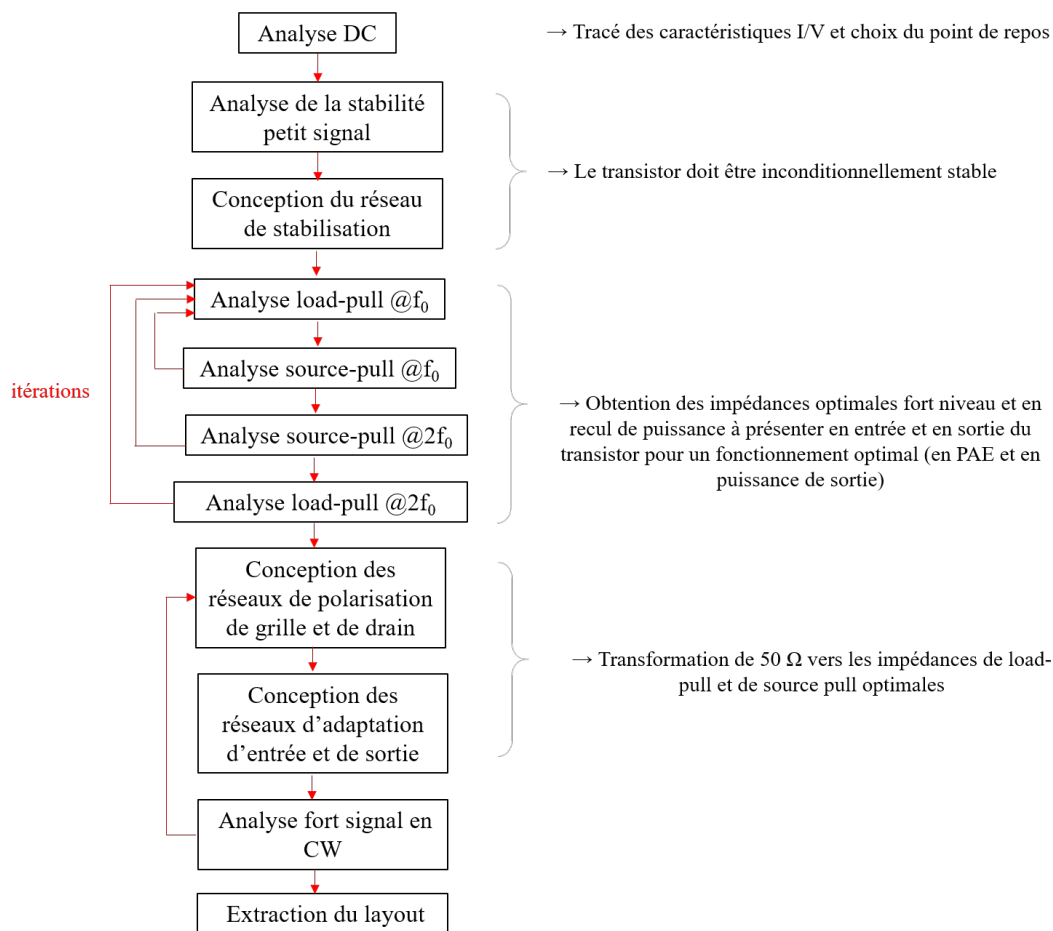 Analyse DC
→ Tracé des caractéristiques I/V et choix du point de repos
Analyse de la stabilité
petit signal
→ Le transistor doit être inconditionnellement stable
Conception du réseau
de stabilisation
Analyse load-pull @f₀
Analyse source-pull @f₀
itérations
Analyse source-pull @2f₀
Analyse load-pull @2f₀
→ Obtention des impédances optimales fort niveau et en
recul de puissance à présenter en entrée et en sortie du
transistor pour un fonctionnement optimal (en PAE et en
puissance de sortie)
Conception des
réseaux de polarisation
de grille et de drain
→ Transformation de 50 Ω vers les impédances de load-
pull et de source pull optimales
Conception des
réseaux d’adaptation
d’entrée et de sortie
Analyse fort signal en
CW
Extraction du layout